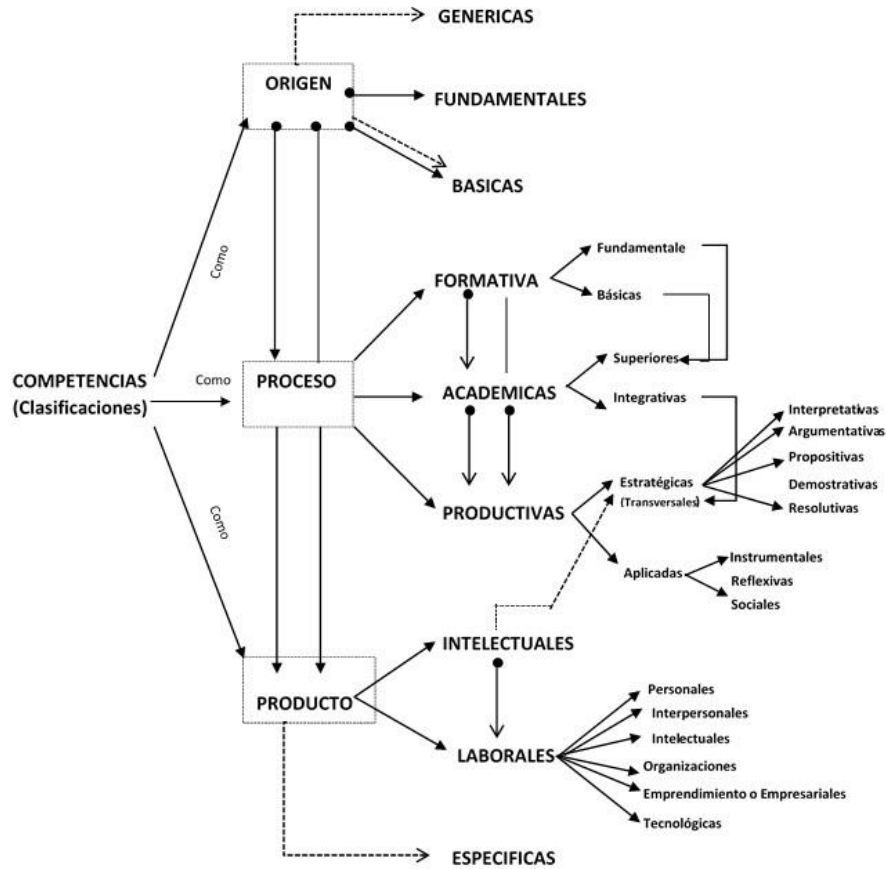 GENERICAS
ORIGEN
FUNDAMENTALES
BASICAS
Como
Fundamentale
FORMATIVA
Básicas
Superiores
COMPETENCIAS
(Clasificaciones)
Como
PROCESO
ACADEMICAS
Integrativas
Interpretativas
Argumentativas
Propositivas
Estratégicas
(Transversales)
Demostrativas
Resolutivas
PRODUCTIVAS
Como
Aplicadas
Instrumentales
Reflexivas
Sociales
INTELECTUALES
PRODUCTO
Personales
Interpersonales
Intelectuales
LABORALES
Organizaciones
Emprendimiento o Empresariales
Tecnológicas
ESPECIFICAS